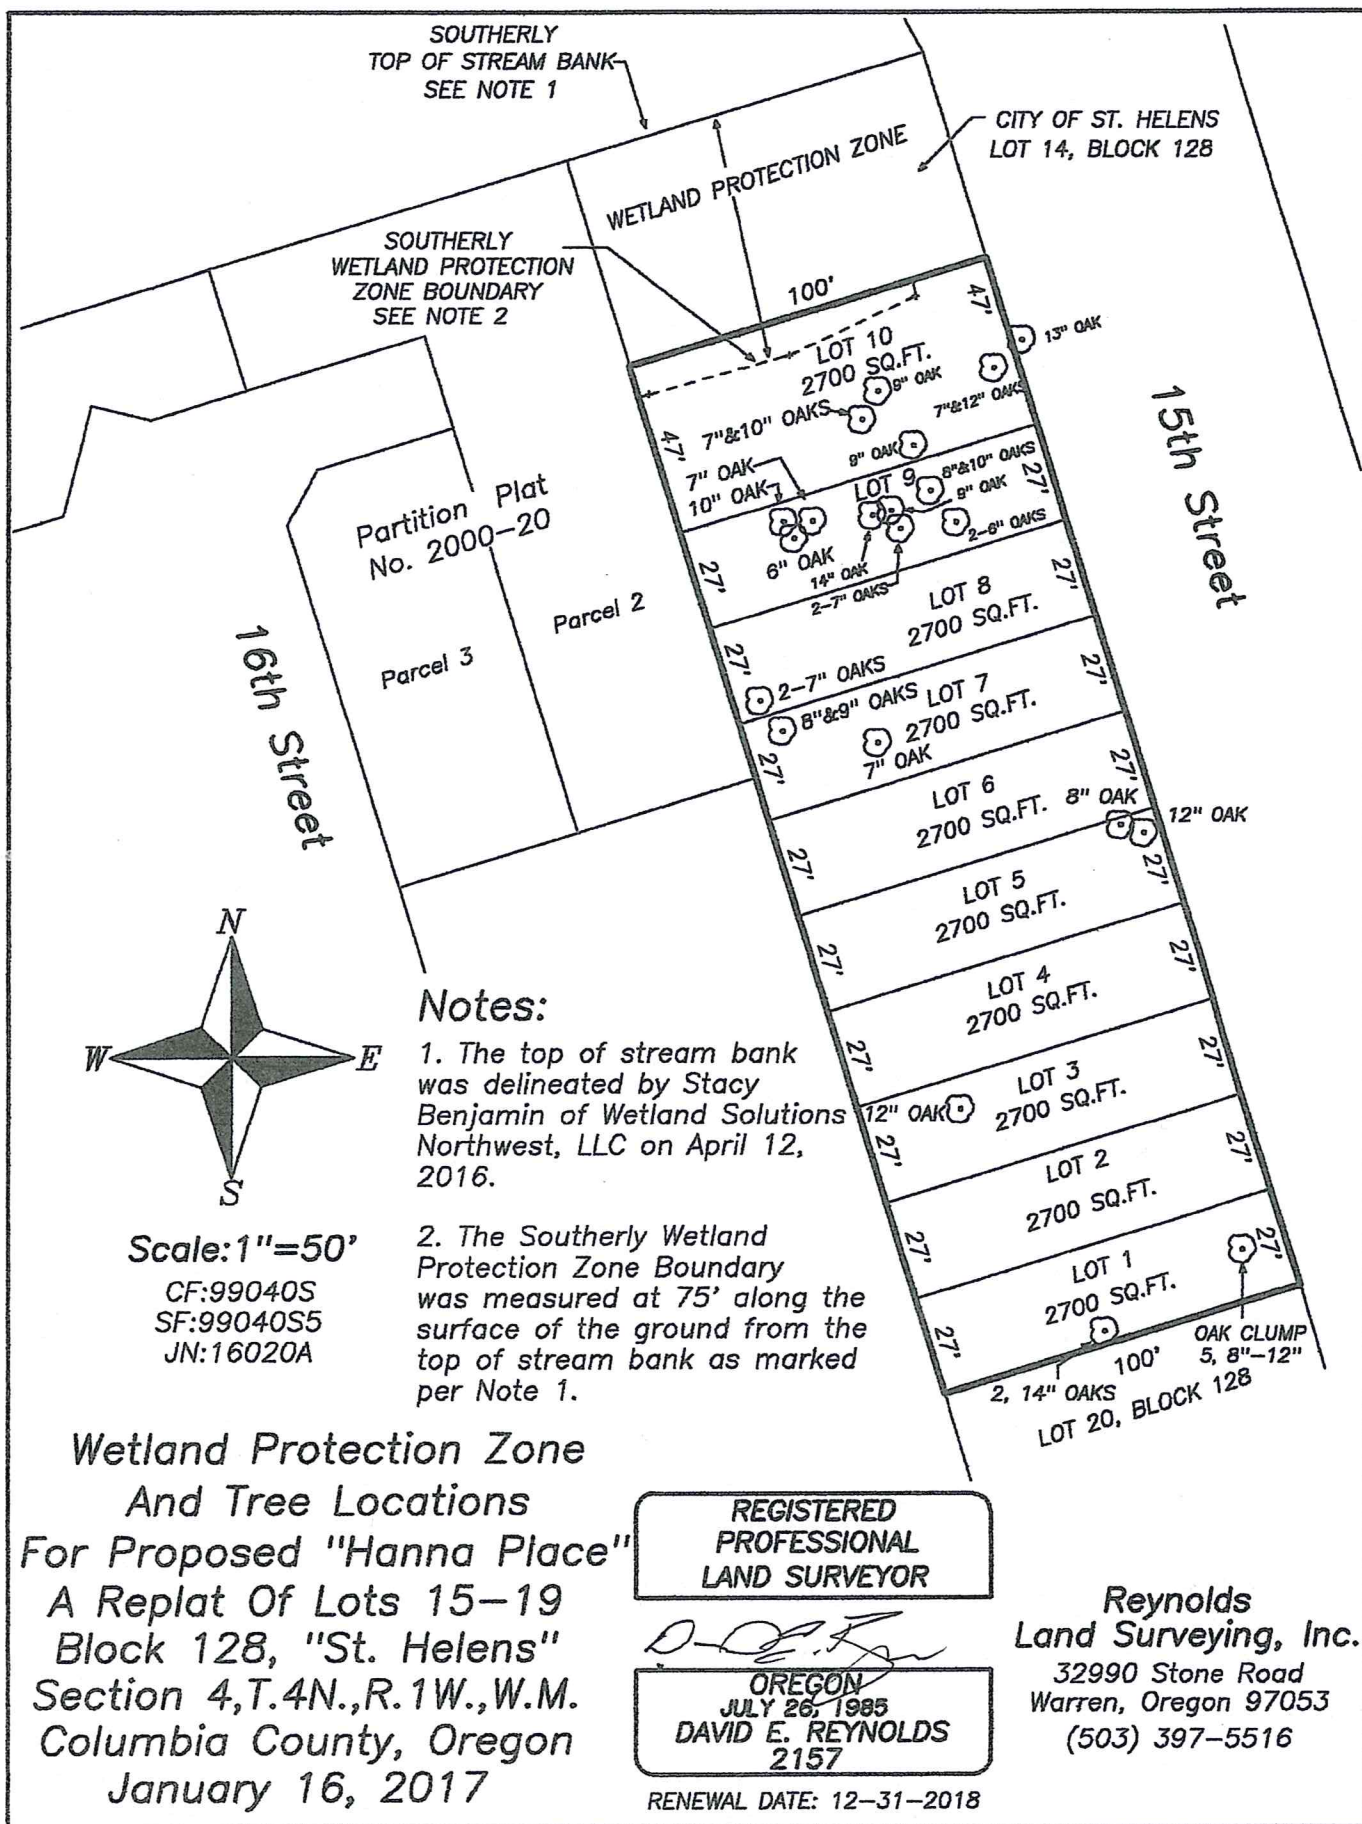 SOUTHERLY
TOP OF STREAM BANK
SEE NOTE 1
CITY OF ST. HELENS
LOT 14, BLOCK 128
WETLAND PROTECTION ZONE
SOUTHERLY
WETLAND PROTECTION
ZONE BOUNDARY
SEE NOTE 2
100'
47'
13" OAK
LOT 10
2700 SQ.FT.
9" OAK
7"&12" OAKS
7"&10" OAKS
47'
9" OAK
7" OAK
10" OAK
LOT 9
8"&10" OAKS
9" OAK
27'
2-6" OAKS
6" OAK
14" OAK
2-7" OAKS
27'
15th Street
Partition Plat
No. 2000-20
Parcel 2
Parcel 3
16th Street
LOT 8
2700 SQ.FT.
27'
27'
2-7" OAKS
8"&9" OAKS
LOT 7
2700 SQ.FT.
27'
27'
7" OAK
LOT 6
2700 SQ.FT.
27'
27'
8" OAK
12" OAK
LOT 5
2700 SQ.FT.
27'
27'
LOT 4
2700 SQ.FT.
27'
27'
LOT 3
2700 SQ.FT.
27'
27'
12" OAK
LOT 2
2700 SQ.FT.
27'
27'
LOT 1
2700 SQ.FT.
27'
27'
OAK CLUMP
5, 8"-12"
2, 14" OAKS
100'
LOT 20, BLOCK 128
N
W
E
S
Scale:1"=50'
CF:99040S
SF:99040S5
JN:16020A
Notes:
1. The top of stream bank
was delineated by Stacy
Benjamin of Wetland Solutions
Northwest, LLC on April 12,
2016.
2. The Southerly Wetland
Protection Zone Boundary
was measured at 75' along the
surface of the ground from the
top of stream bank as marked
per Note 1.
Wetland Protection Zone
And Tree Locations
For Proposed "Hanna Place"
A Replat Of Lots 15-19
Block 128, "St. Helens"
Section 4,T.4N.,R.1W.,W.M.
Columbia County, Oregon
January 16, 2017
REGISTERED
PROFESSIONAL
LAND SURVEYOR
OREGON
JULY 26, 1985
DAVID E. REYNOLDS
2157
RENEWAL DATE: 12-31-2018
Reynolds
Land Surveying, Inc.
32990 Stone Road
Warren, Oregon 97053
(503) 397-5516